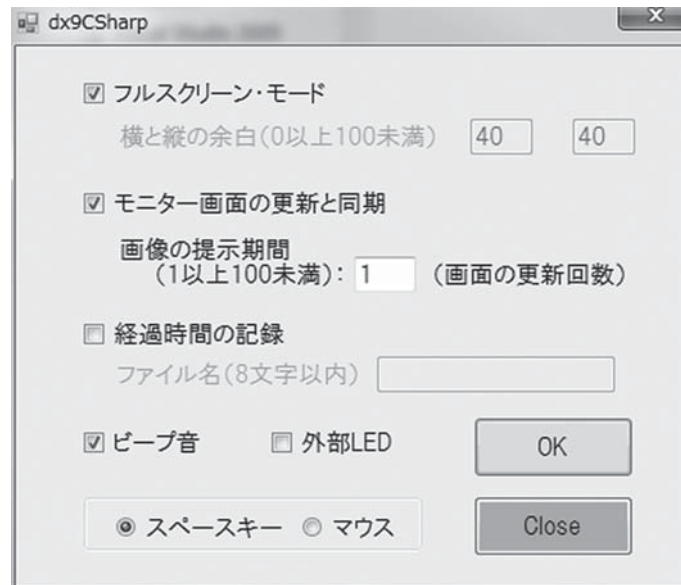 dx9CSharp
フルスクリーン・モード
横と縦の余白(0以上100未満) 40 40
モニター画面の更新と同期
画像の提示期間
(1以上100未満): 1 (画面の更新回数)
経過時間の記録
ファイル名(8文字以内)
ビープ音 外部LED OK
スペースキー マウス Close